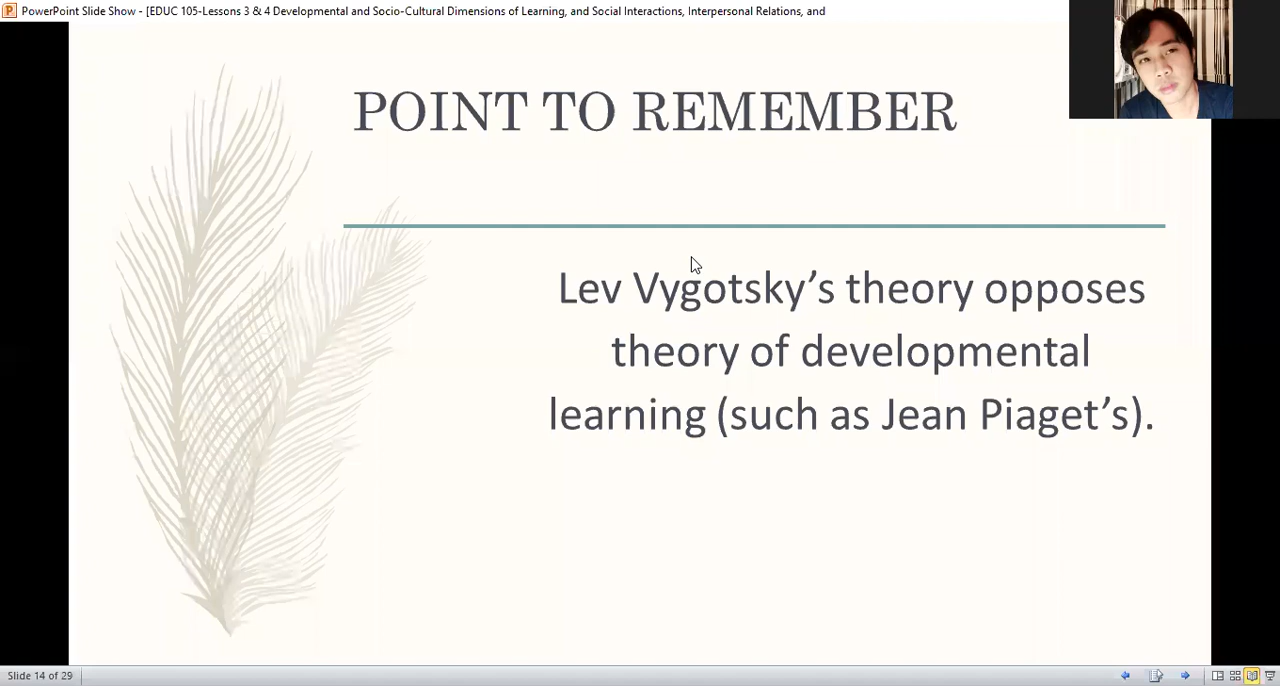 PowerPoint Slide Show - [EDUC 105-Lessons 3 & 4 Developmental and Socio-Cultural Dimensions of Learning, and Social Interactions, Interpersonal Relations, and
POINT TO REMEMBER
Lev Vygotsky’s theory opposes
theory of developmental
learning (such as Jean Piaget’s).
Slide 14 of 29